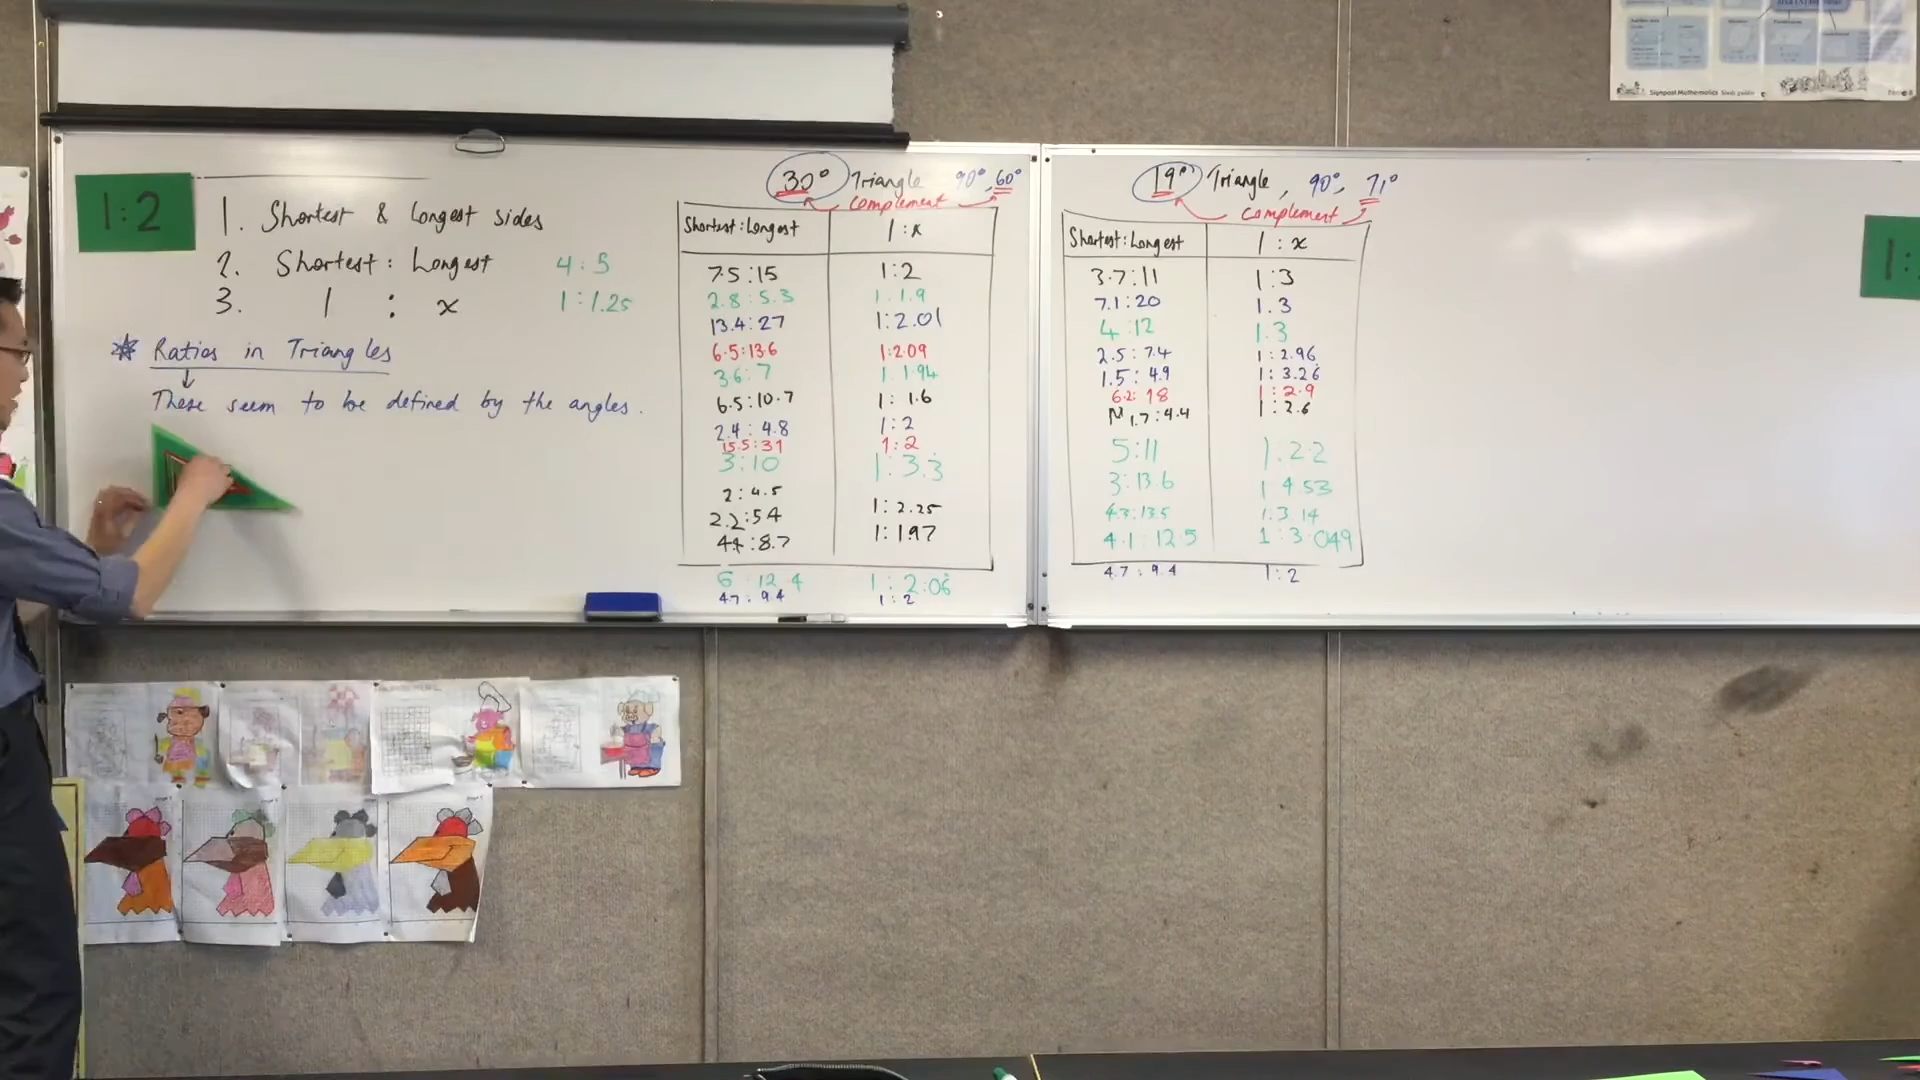 1:2
1. Shortest & Longest sides
2. Shortest : Longest 4:5
3. 1 : x 1:1.25
* Ratios in Triangles
These seem to be defined by the angles.
30° Triangle 90°, 60°
complement
Shortest:Longest 1:x
7.5:15 1:2
2.8:5.3 1:1.9
13.4:27 1:2.01
6.5:13.6 1:2.09
3.6:7 1:1.94
6.5:10.7 1:1.6
2.4:4.8 1:2
15.5:31 1:2
3:10 1:3.3̇
2:4.5 1:2.25
2.2:54
4.4:8.7 1:1.97
6:12.4 1:2.06̇
4.7:9.4 1:2
19° Triangle, 90°, 71°
complement
Shortest:Longest 1:x
3.7:11 1:3
7.1:20 1:3
4:12 1:3
2.5:7.4 1:2.96
1.5:4.9 1:3.26
6.2:18 1:2.9
1.7:4.4 1:2.6
5:11 1:2.2
3:13.6 1:4.53
4.3:13.5 1:3.14
4.1:12.5 1:3.049
4.7:9.4 1:2
1:
Signpost Mathematics